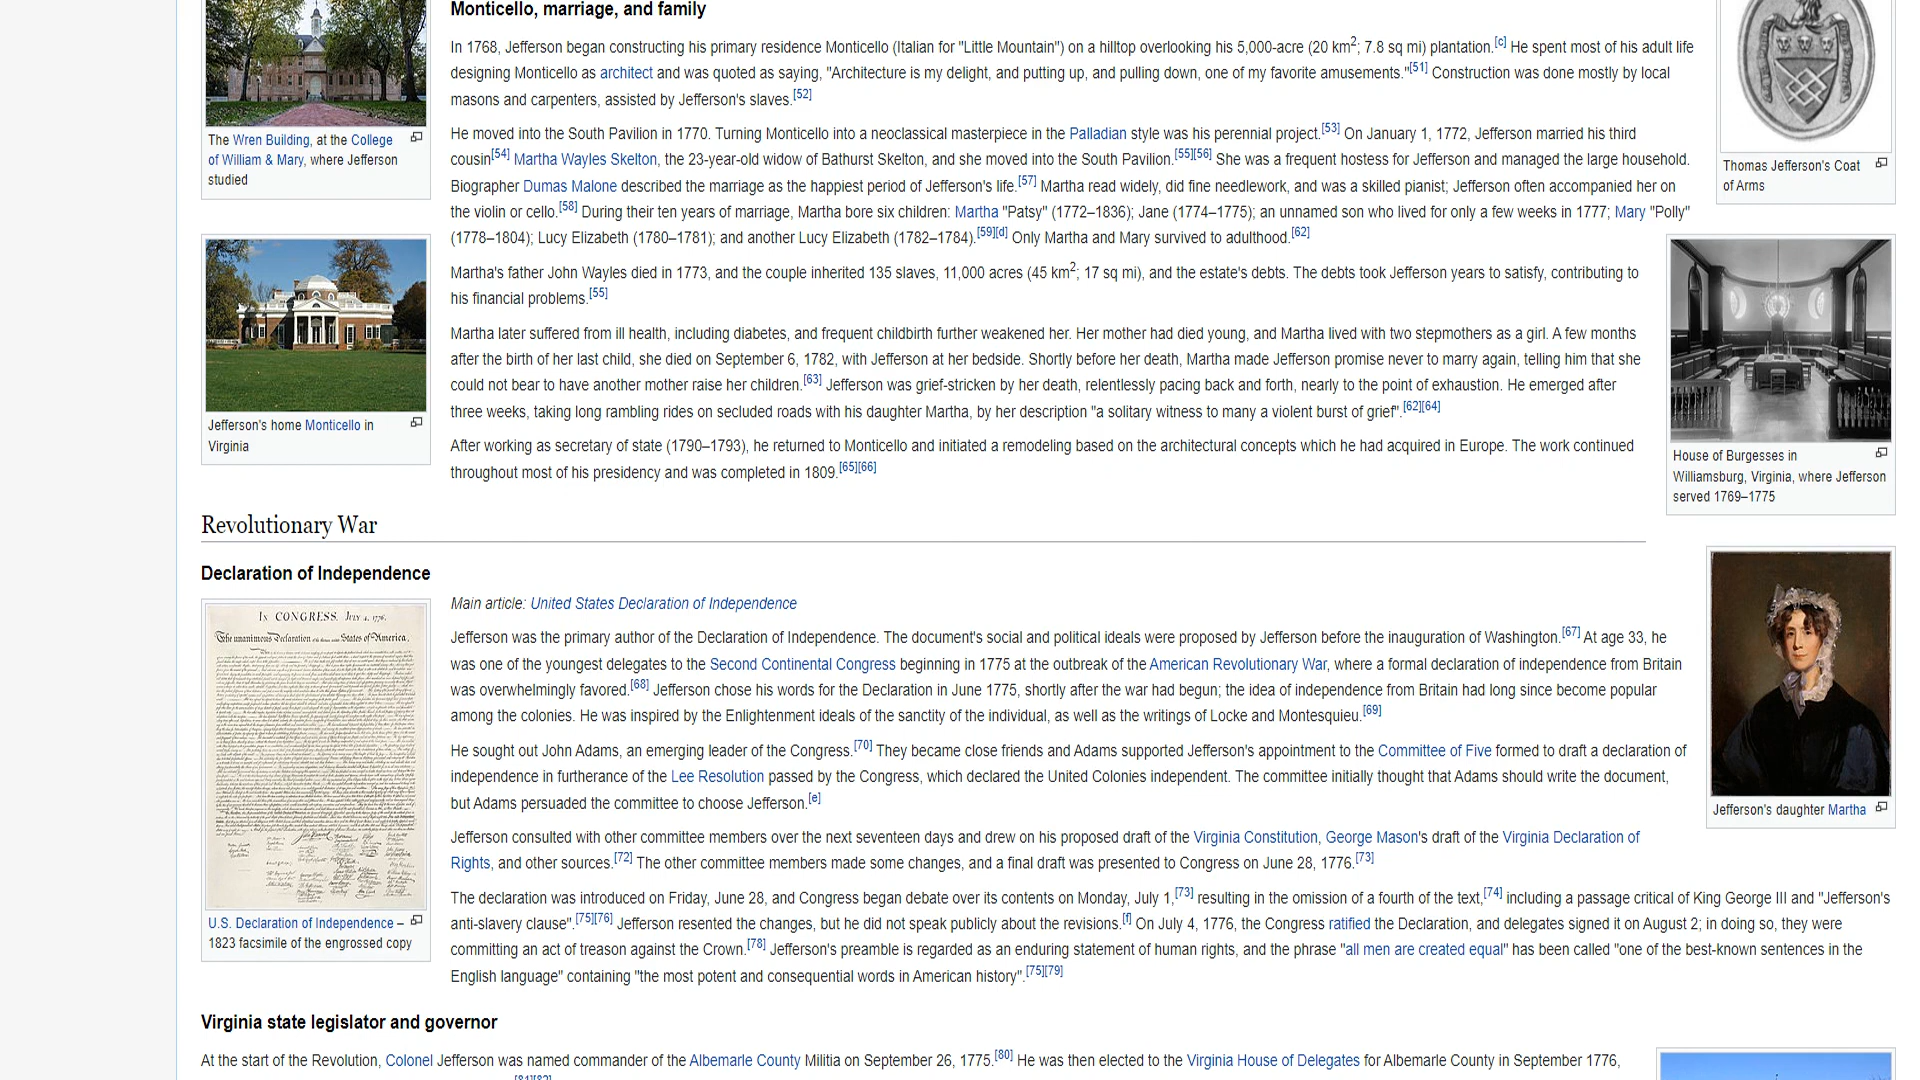 Monticello, marriage, and family
In 1768, Jefferson began constructing his primary residence Monticello (Italian for "Little Mountain") on a hilltop overlooking his 5,000-acre (20 km2; 7.8 sq mi) plantation.[c] He spent most of his adult life
designing Monticello as architect and was quoted as saying, "Architecture is my delight, and putting up, and pulling down, one of my favorite amusements."[51] Construction was done mostly by local
masons and carpenters, assisted by Jefferson's slaves.[52]
He moved into the South Pavilion in 1770. Turning Monticello into a neoclassical masterpiece in the Palladian style was his perennial project.[53] On January 1, 1772, Jefferson married his third
cousin[54] Martha Wayles Skelton, the 23-year-old widow of Bathurst Skelton, and she moved into the South Pavilion.[55][56] She was a frequent hostess for Jefferson and managed the large household.
Biographer Dumas Malone described the marriage as the happiest period of Jefferson's life.[57] Martha read widely, did fine needlework, and was a skilled pianist; Jefferson often accompanied her on
the violin or cello.[58] During their ten years of marriage, Martha bore six children: Martha "Patsy" (1772–1836); Jane (1774–1775); an unnamed son who lived for only a few weeks in 1777; Mary "Polly"
(1778–1804); Lucy Elizabeth (1780–1781); and another Lucy Elizabeth (1782–1784).[59][d] Only Martha and Mary survived to adulthood.[62]
Martha's father John Wayles died in 1773, and the couple inherited 135 slaves, 11,000 acres (45 km2; 17 sq mi), and the estate's debts. The debts took Jefferson years to satisfy, contributing to
his financial problems.[55]
Martha later suffered from ill health, including diabetes, and frequent childbirth further weakened her. Her mother had died young, and Martha lived with two stepmothers as a girl. A few months
after the birth of her last child, she died on September 6, 1782, with Jefferson at her bedside. Shortly before her death, Martha made Jefferson promise never to marry again, telling him that she
could not bear to have another mother raise her children.[63] Jefferson was grief-stricken by her death, relentlessly pacing back and forth, nearly to the point of exhaustion. He emerged after
three weeks, taking long rambling rides on secluded roads with his daughter Martha, by her description "a solitary witness to many a violent burst of grief".[62][64]
After working as secretary of state (1790–1793), he returned to Monticello and initiated a remodeling based on the architectural concepts which he had acquired in Europe. The work continued
throughout most of his presidency and was completed in 1809.[65][66]
The Wren Building, at the College
of William & Mary, where Jefferson
studied
Jefferson's home Monticello in
Virginia
Thomas Jefferson's Coat
of Arms
House of Burgesses in
Williamsburg, Virginia, where Jefferson
served 1769–1775
Revolutionary War
Declaration of Independence
IN CONGRESS. JULY 4, 1776.
The unanimous Declaration of the thirteen united States of America,
U.S. Declaration of Independence –
1823 facsimile of the engrossed copy
Main article: United States Declaration of Independence
Jefferson was the primary author of the Declaration of Independence. The document's social and political ideals were proposed by Jefferson before the inauguration of Washington.[67] At age 33, he
was one of the youngest delegates to the Second Continental Congress beginning in 1775 at the outbreak of the American Revolutionary War, where a formal declaration of independence from Britain
was overwhelmingly favored.[68] Jefferson chose his words for the Declaration in June 1775, shortly after the war had begun; the idea of independence from Britain had long since become popular
among the colonies. He was inspired by the Enlightenment ideals of the sanctity of the individual, as well as the writings of Locke and Montesquieu.[69]
He sought out John Adams, an emerging leader of the Congress.[70] They became close friends and Adams supported Jefferson's appointment to the Committee of Five formed to draft a declaration of
independence in furtherance of the Lee Resolution passed by the Congress, which declared the United Colonies independent. The committee initially thought that Adams should write the document,
but Adams persuaded the committee to choose Jefferson.[e]
Jefferson consulted with other committee members over the next seventeen days and drew on his proposed draft of the Virginia Constitution, George Mason's draft of the Virginia Declaration of
Rights, and other sources.[72] The other committee members made some changes, and a final draft was presented to Congress on June 28, 1776.[73]
The declaration was introduced on Friday, June 28, and Congress began debate over its contents on Monday, July 1,[73] resulting in the omission of a fourth of the text,[74] including a passage critical of King George III and "Jefferson's
anti-slavery clause".[75][76] Jefferson resented the changes, but he did not speak publicly about the revisions.[f] On July 4, 1776, the Congress ratified the Declaration, and delegates signed it on August 2; in doing so, they were
committing an act of treason against the Crown.[78] Jefferson's preamble is regarded as an enduring statement of human rights, and the phrase "all men are created equal" has been called "one of the best-known sentences in the
English language" containing "the most potent and consequential words in American history".[75][79]
Jefferson's daughter Martha
Virginia state legislator and governor
At the start of the Revolution, Colonel Jefferson was named commander of the Albemarle County Militia on September 26, 1775.[80] He was then elected to the Virginia House of Delegates for Albemarle County in September 1776,
[81][82]